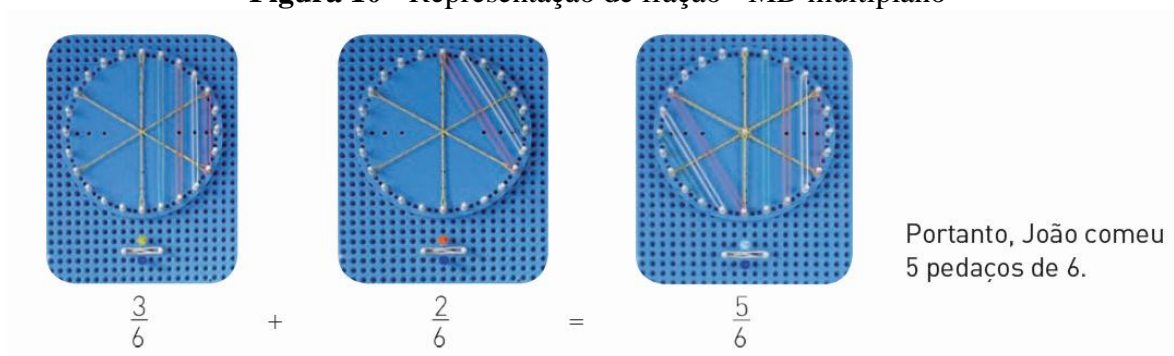 Figura 10 - Representação de fração - MD multiplano
Portanto, João comeu
5 pedaços de 6.
3/6 + 2/6 = 5/6